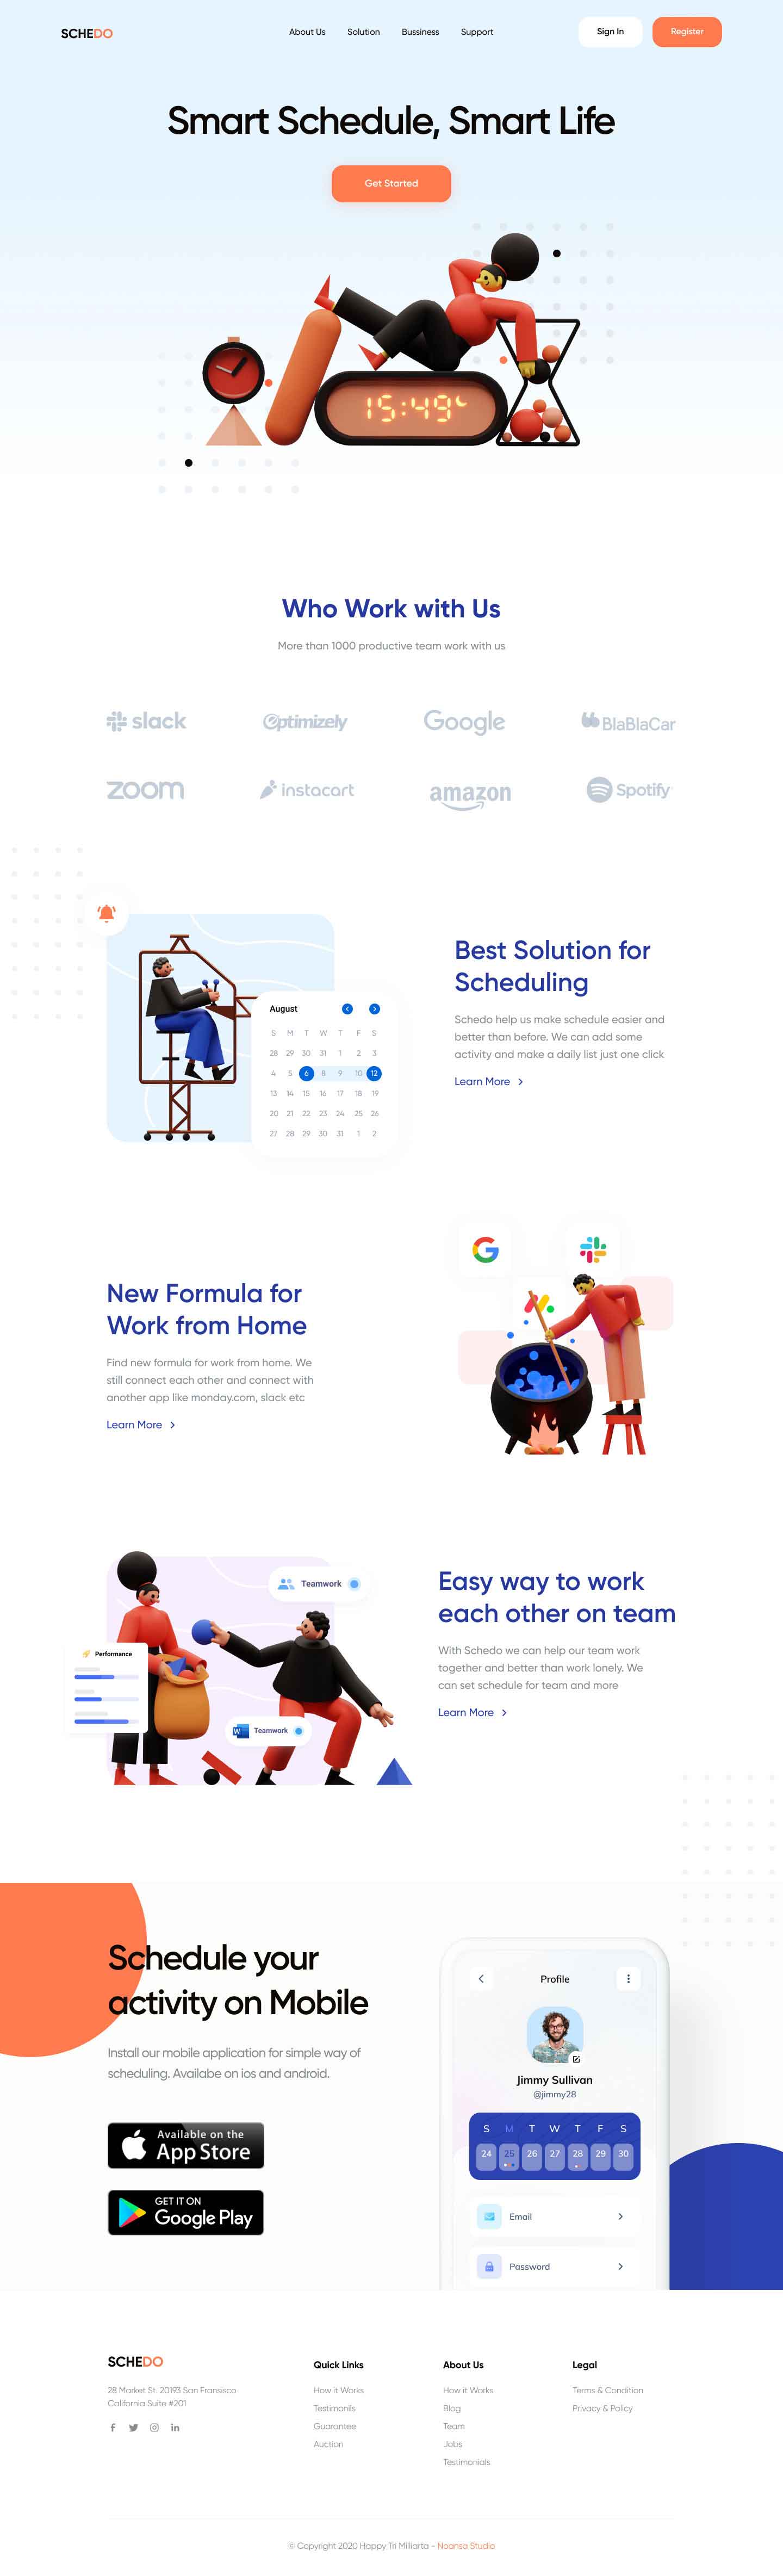 SCHEDO
About Us Solution Bussiness Support Sign In Register
Smart Schedule, Smart Life
Get Started
15:49
Who Work with Us
More than 1000 productive team work with us
slack Optimizely Google BlaBlaCar
zoom instacart amazon Spotify
Best Solution for
Scheduling
Schedo help us make schedule easier and
better than before. We can add some
activity and make a daily list just one click
Learn More
August
S M T W T F S
28 29 30 31 1 2 3
4 5 6 8 9 10 12
13 14 15 16 17 18 19
20 21 22 23 24 25 26
27 28 29 30 31 1 2
New Formula for
Work from Home
Find new formula for work from home. We
still connect each other and connect with
another app like monday.com, slack etc
Learn More
Teamwork
Performance
W Teamwork
Easy way to work
each other on team
With Schedo we can help our team work
together and better than work lonely. We
can set schedule for team and more
Learn More
Schedule your
activity on Mobile
Install our mobile application for simple way of
scheduling. Availabe on ios and android.
Available on the
App Store
GET IT ON
Google Play
Profile
Jimmy Sullivan
@jimmy28
S M T W T F S
24 25 26 27 28 29 30
Email
Password
SCHEDO
28 Market St. 20193 San Fransisco
California Suite #201
Quick Links
How it Works
Testimonils
Guarantee
Auction
About Us
How it Works
Blog
Team
Jobs
Testimonials
Legal
Terms & Condition
Privacy & Policy
© Copyright 2020 Happy Tri Milliarta - Noansa Studio